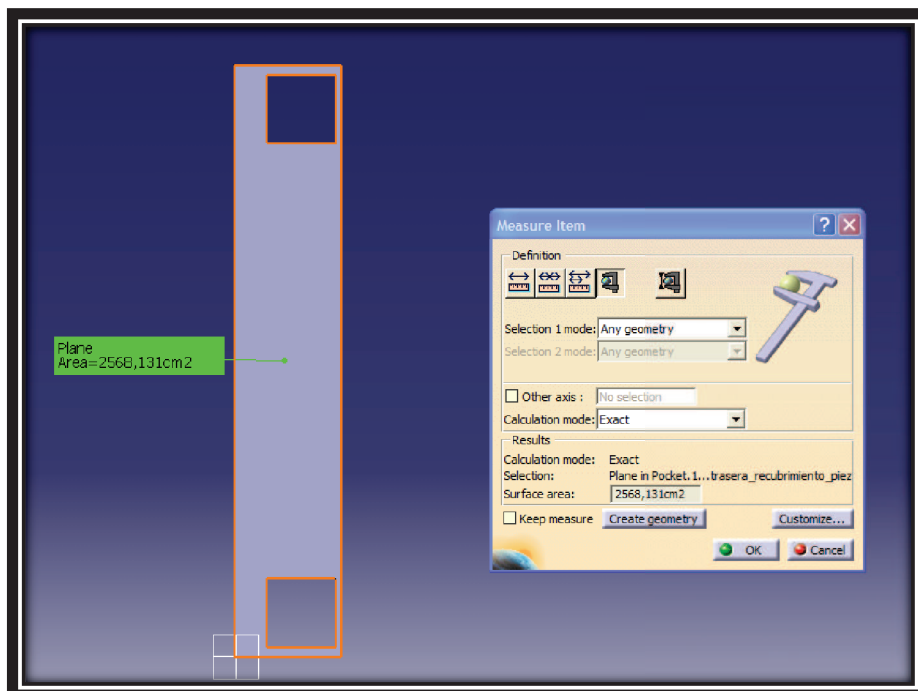 Plane
Area=2568,131cm2
Measure Item
Definition
Selection 1 mode: Any geometry
Selection 2 mode: Any geometry
Other axis : No selection
Calculation mode: Exact
Results
Calculation mode: Exact
Selection: Plane in Pocket.1...trasera_recubrimiento_piez
Surface area: 2568,131cm2
Keep measure Create geometry Customize...
OK Cancel